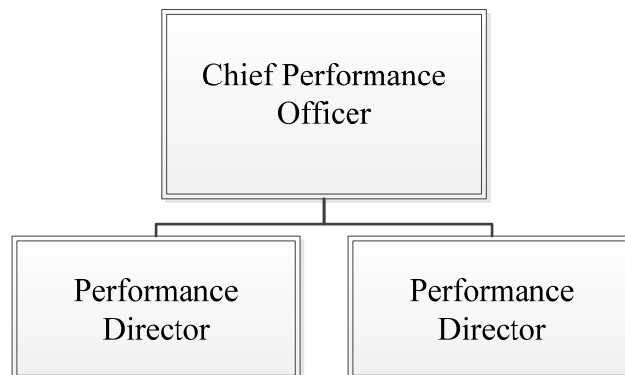 Chief Performance
Officer
Performance
Director
Performance
Director